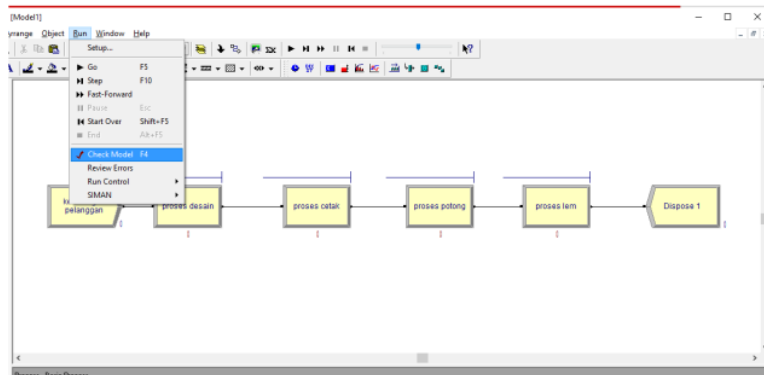 [Model1]
Object Run Window Help
Setup...
Go F5
Step F10
Fast-Forward
Pause Esc
Start Over Shift+F5
End Alt+F5
Check Model F4
Review Errors
Run Control
SIMAN
pelanggan
proses desain
proses cetak
proses potong
proses lem
Dispose 1